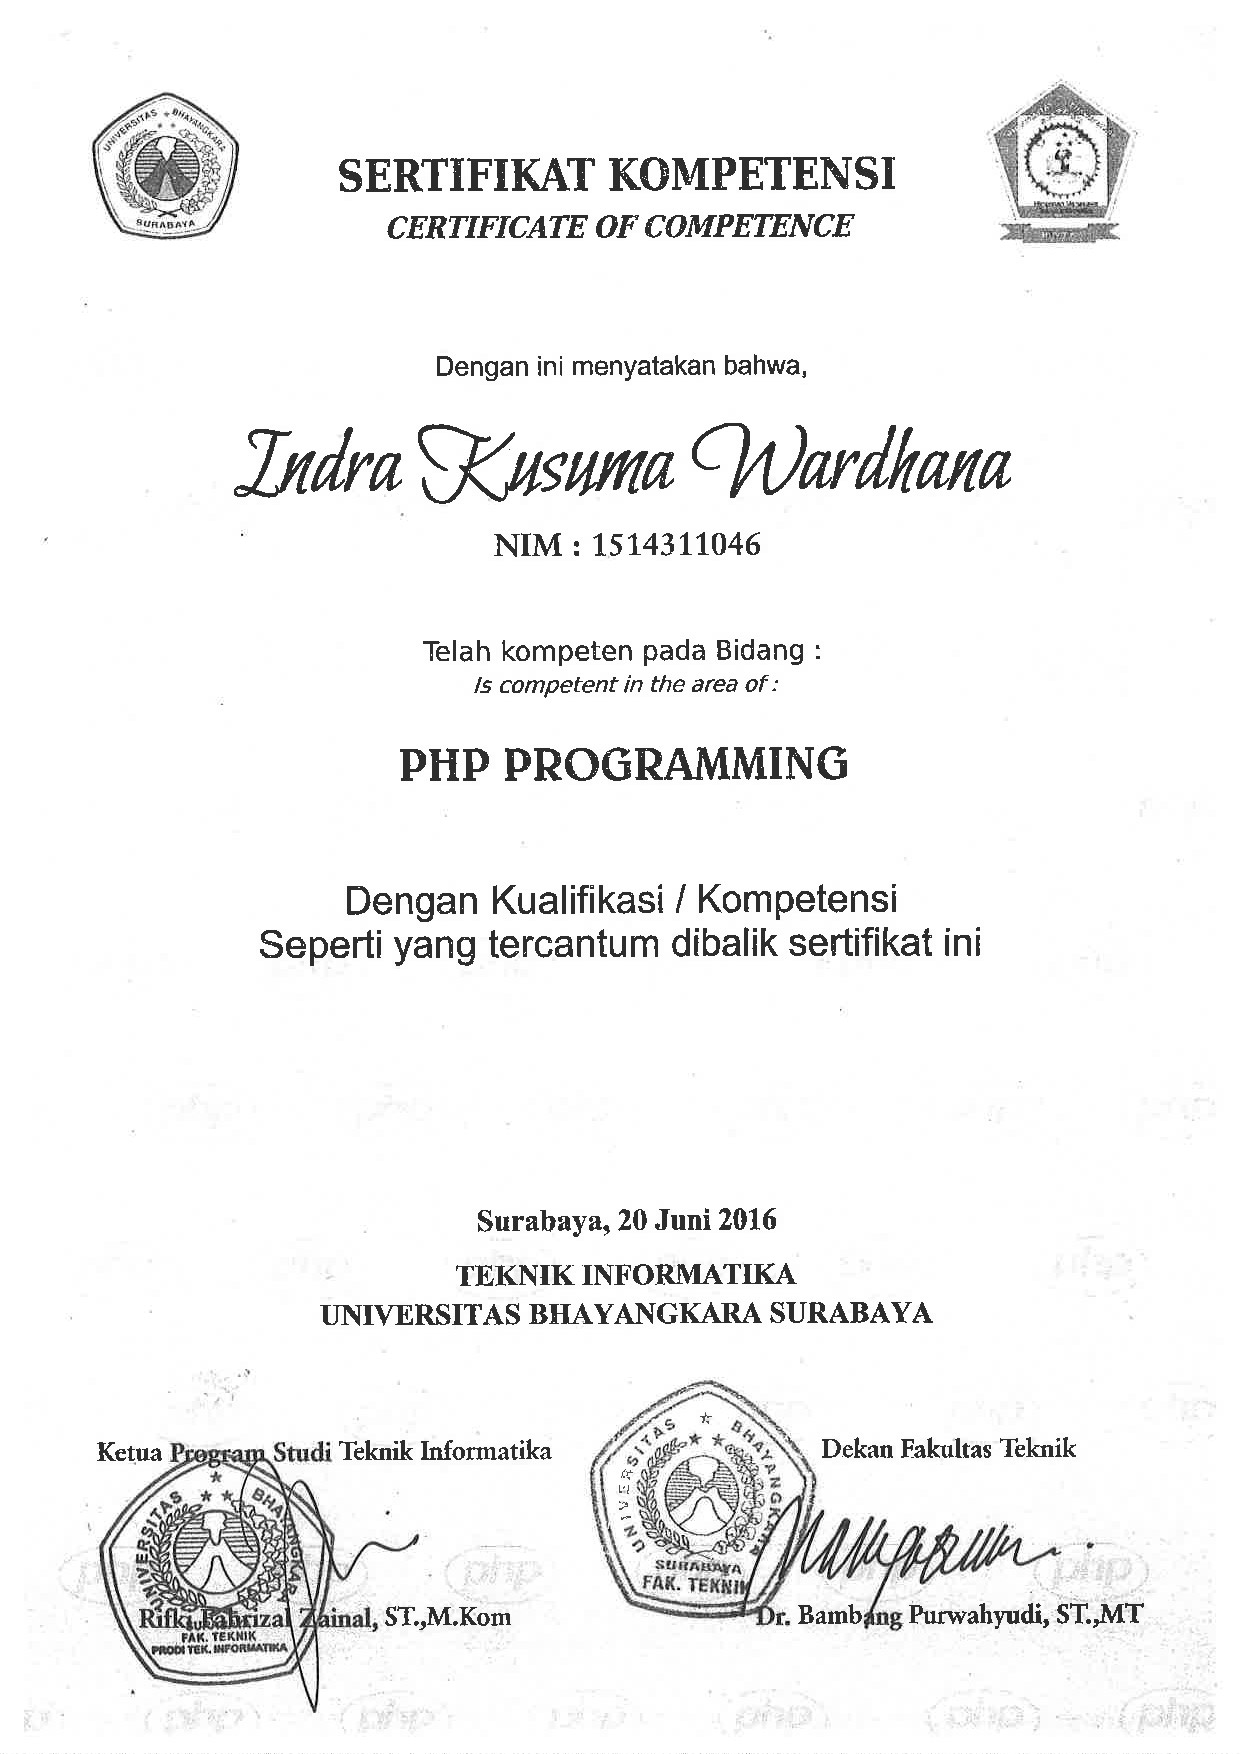 UNIVERSITAS BHAYANGKARA
SURABAYA
SERTIFIKAT KOMPETENSI
CERTIFICATE OF COMPETENCE
Dengan ini menyatakan bahwa,
Indra Kusuma Wardhana
NIM : 1514311046
Telah kompeten pada Bidang :
Is competent in the area of :
PHP PROGRAMMING
Dengan Kualifikasi / Kompetensi
Seperti yang tercantum dibalik sertifikat ini
Surabaya, 20 Juni 2016
TEKNIK INFORMATIKA
UNIVERSITAS BHAYANGKARA SURABAYA
Ketua Program Studi Teknik Informatika
Dekan Fakultas Teknik
UNIVERSITAS BHAYANGKARA
SURABAYA
FAK. TEKNIK
UNIVERSITAS BHAYANGKARA
Rifki Fahrizal Zainal, ST.,M.Kom
Dr. Bambang Purwahyudi, ST.,MT
FAK. TEKNIK
PRODI TEK. INFORMATIKA